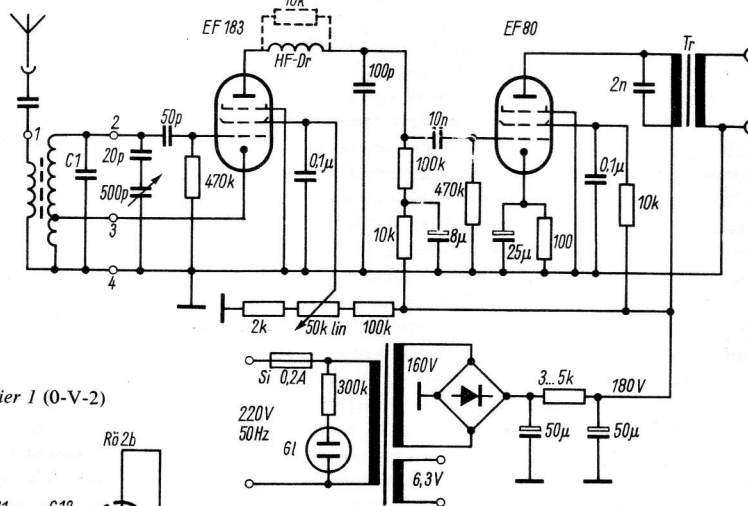 10k
EF 183
EF 80
Tr
HF-Dr
100p
2n
1
2
50p
10n
C1
20p
500p
470k
0,1µ
100k
470k
0,1µ
10k
3
10k
8µ
25µ
100
4
2k
50k lin
100k
Si 0,2A
300k
160V
3...5k
180V
220V
50Hz
Gl
50µ
50µ
6,3V
ier 1 (0-V-2)
Rö2b